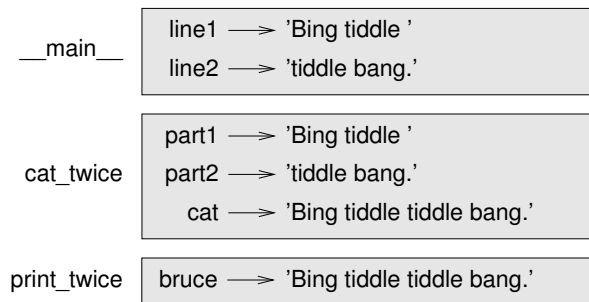 line1 → 'Bing tiddle ’
__main__
line2 → ’tiddle bang.’
part1 → ’Bing tiddle ’
cat_twice part2 → ’tiddle bang.’
cat → ’Bing tiddle tiddle bang.’
print_twice bruce → ’Bing tiddle tiddle bang.’